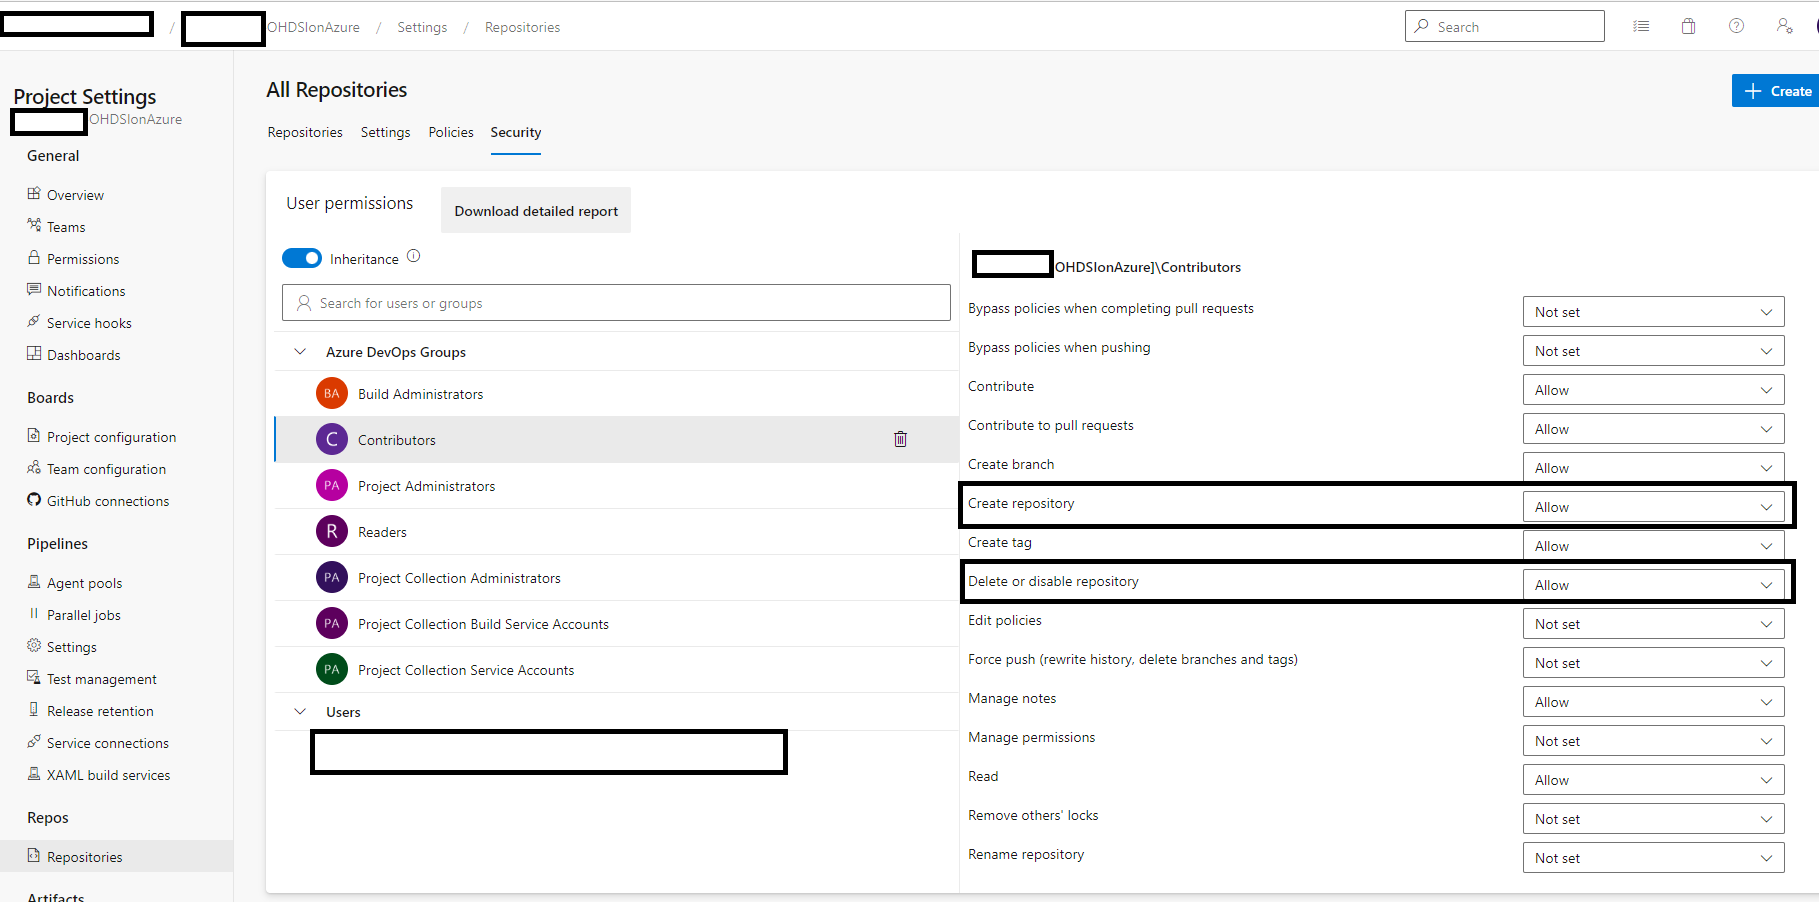 / OHDSIonAzure / Settings / Repositories
Search
Project Settings
OHDSIonAzure
General
Overview
Teams
Permissions
Notifications
Service hooks
Dashboards
Boards
Project configuration
Team configuration
GitHub connections
Pipelines
Agent pools
Parallel jobs
Settings
Test management
Release retention
Service connections
XAML build services
Repos
Repositories
Artifacts
All Repositories
Create
Repositories Settings Policies Security
User permissions
Download detailed report
Inheritance
Search for users or groups
Azure DevOps Groups
BA Build Administrators
C Contributors
PA Project Administrators
R Readers
PA Project Collection Administrators
PA Project Collection Build Service Accounts
PA Project Collection Service Accounts
Users
OHDSIonAzure]\Contributors
Bypass policies when completing pull requests Not set
Bypass policies when pushing Not set
Contribute Allow
Contribute to pull requests Allow
Create branch Allow
Create repository Allow
Create tag Allow
Delete or disable repository Allow
Edit policies Not set
Force push (rewrite history, delete branches and tags) Not set
Manage notes Allow
Manage permissions Not set
Read Allow
Remove others' locks Not set
Rename repository Not set